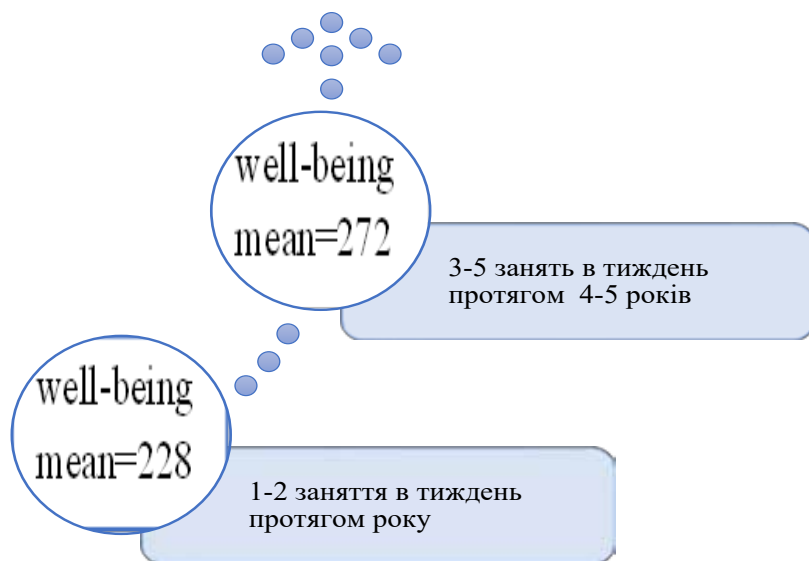 well-being
mean=272
3-5 занять в тиждень
протягом 4-5 років
well-being
mean=228
1-2 заняття в тиждень
протягом року